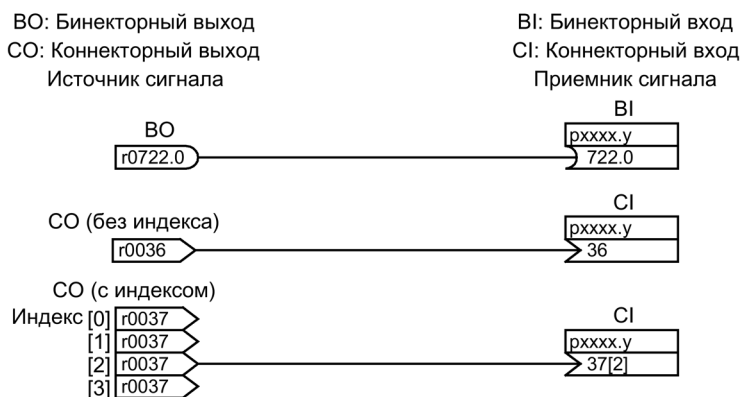 BO: Бинекторный выход
BI: Бинекторный вход
CO: Коннекторный выход
CI: Коннекторный вход
Источник сигнала
Приемник сигнала
BO
BI
pxxxx.y
r0722.0
722.0
CO (без индекса)
CI
pxxxx.y
r0036
36
CO (с индексом)
Индекс [0] r0037
CI
[1] r0037
pxxxx.y
[2] r0037
37[2]
[3] r0037